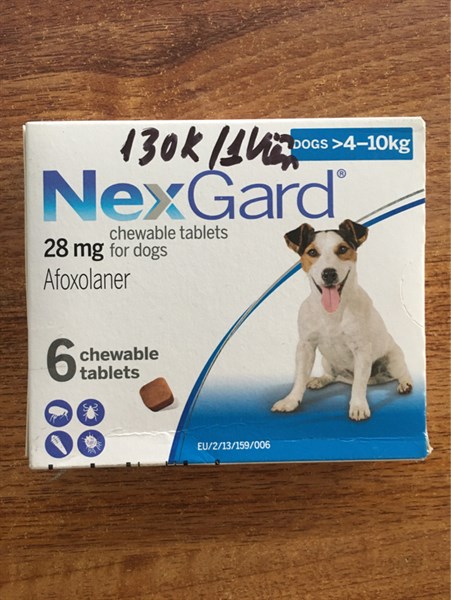 130K/1Viên
DOGS >4-10kg
NexGard®
28 mg chewable tablets for dogs
Afoxolaner
6 chewable tablets
EU/2/13/159/006